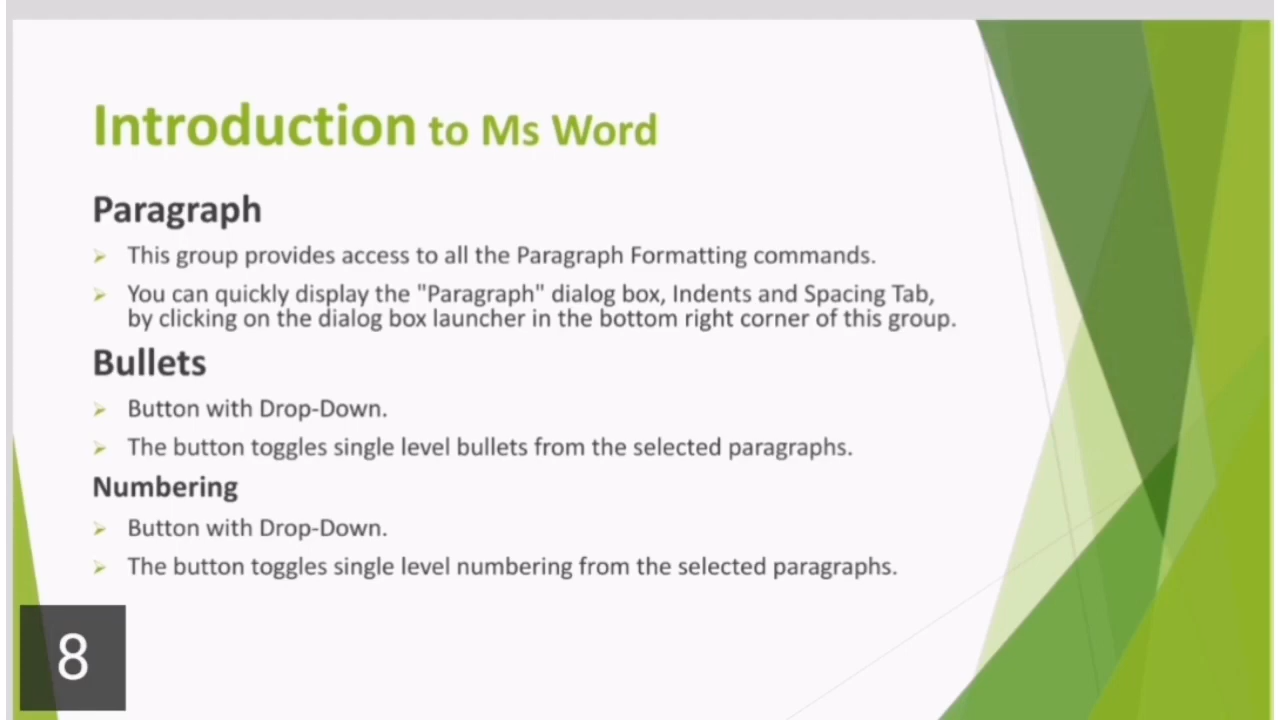 Introduction to Ms Word
Paragraph
This group provides access to all the Paragraph Formatting commands.
You can quickly display the "Paragraph" dialog box, Indents and Spacing Tab,
by clicking on the dialog box launcher in the bottom right corner of this group.
Bullets
Button with Drop-Down.
The button toggles single level bullets from the selected paragraphs.
Numbering
Button with Drop-Down.
The button toggles single level numbering from the selected paragraphs.
8